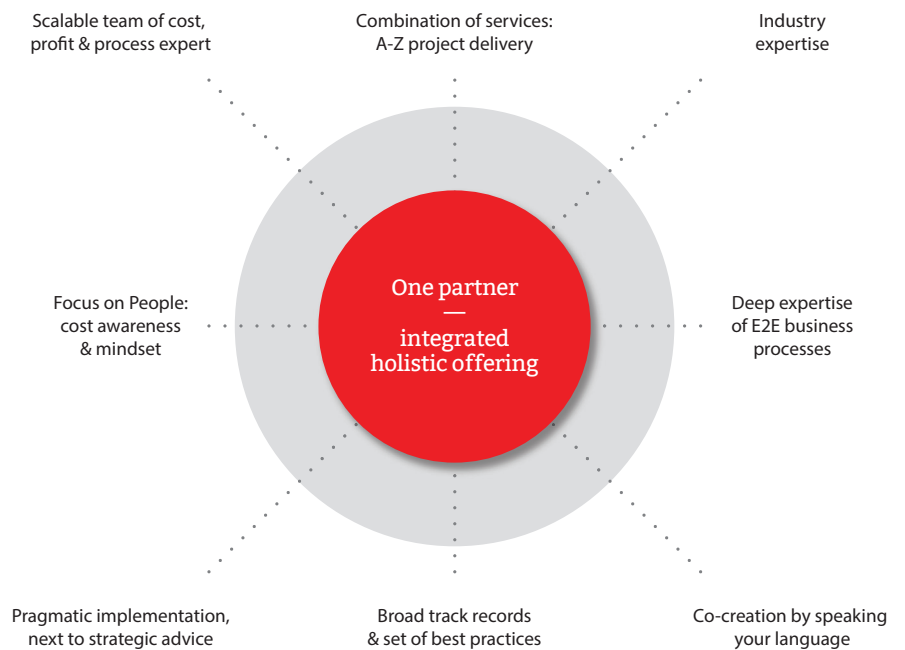 Scalable team of cost,
profit & process expert
Combination of services:
A-Z project delivery
Industry
expertise
Focus on People:
cost awareness
& mindset
One partner
—
integrated
holistic offering
Deep expertise
of E2E business
processes
Pragmatic implementation,
next to strategic advice
Broad track records
& set of best practices
Co-creation by speaking
your language